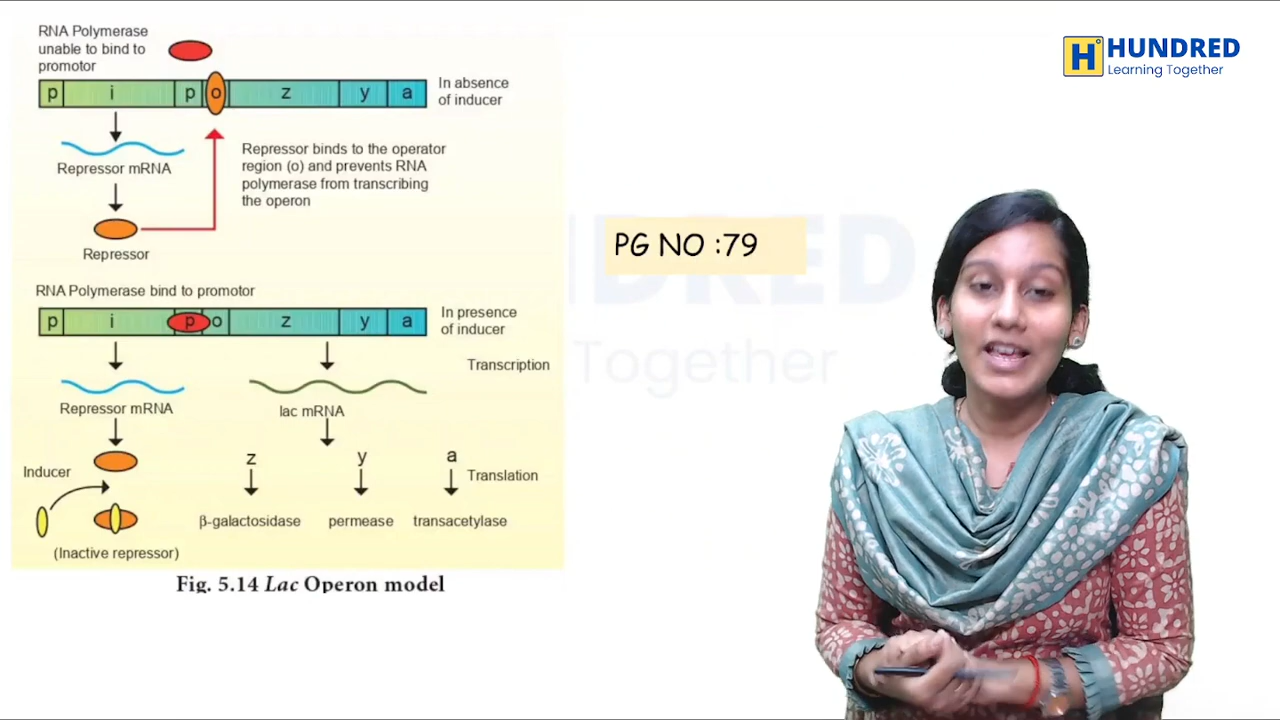 RNA Polymerase
unable to bind to
promotor
p i p o z y a
In absence
of inducer
Repressor mRNA
Repressor binds to the operator
region (o) and prevents RNA
polymerase from transcribing
the operon
Repressor
RNA Polymerase bind to promotor
p i p o z y a
In presence
of inducer
Transcription
Repressor mRNA
lac mRNA
Inducer
z y a
Translation
β-galactosidase permease transacetylase
(Inactive repressor)
Fig. 5.14 Lac Operon model
PG NO :79
H HUNDRED
Learning Together
NDRED
Together